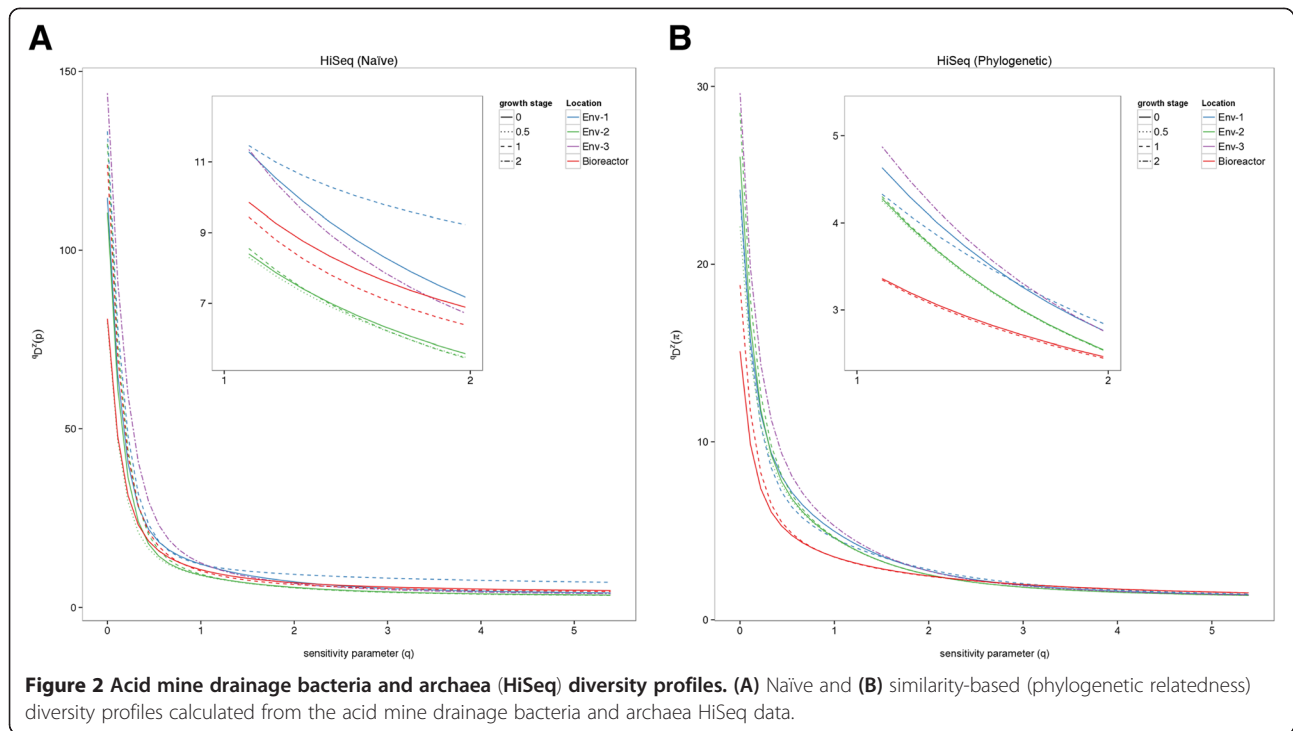 A
HiSeq (Naïve)
150
100
50
0
qDZ(p)
0 1 2 3 4 5
sensitivity parameter (q)
11
9
7
1 2
growth stage
0
0.5
1
2
Location
Env-1
Env-2
Env-3
Bioreactor
B
HiSeq (Phylogenetic)
30
20
10
0
qDZ(π)
0 1 2 3 4 5
sensitivity parameter (q)
5
4
3
1 2
growth stage
0
0.5
1
2
Location
Env-1
Env-2
Env-3
Bioreactor
Figure 2 Acid mine drainage bacteria and archaea (HiSeq) diversity profiles. (A) Naïve and (B) similarity-based (phylogenetic relatedness)
diversity profiles calculated from the acid mine drainage bacteria and archaea HiSeq data.